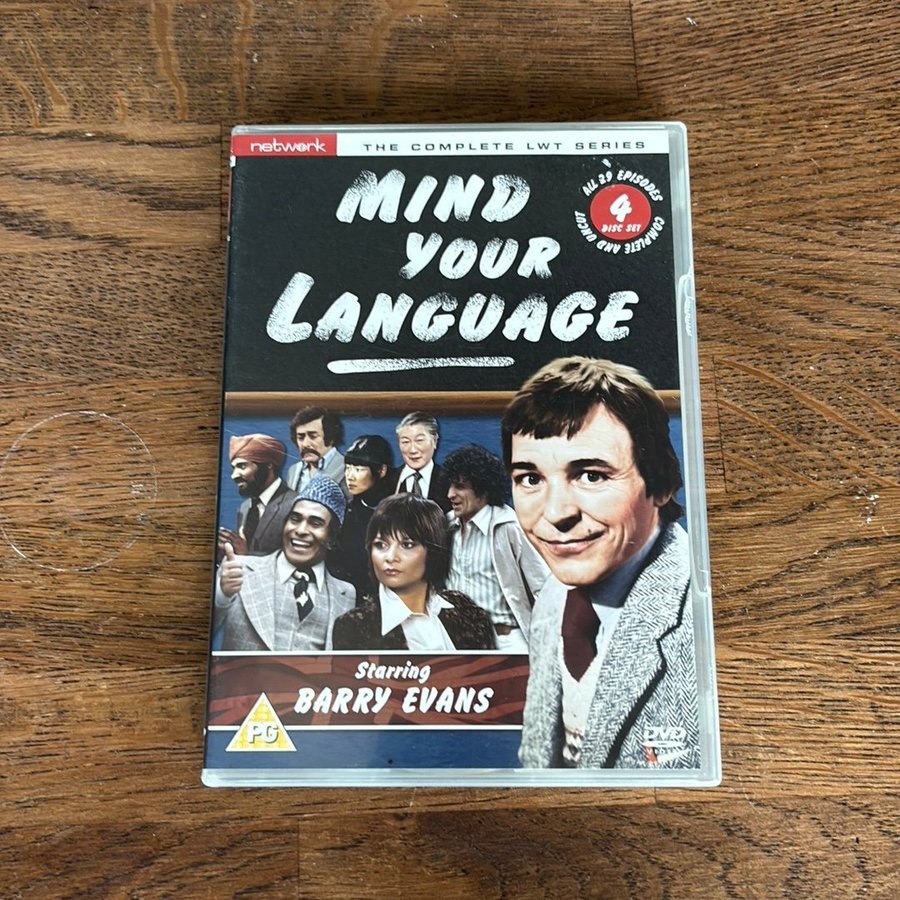 network
THE COMPLETE LWT SERIES
MIND
YOUR
LANGUAGE
ALL 29 EPISODES
4
DISC SET
COMPLETE AND UNCUT
Starring
BARRY EVANS
PG
DVD